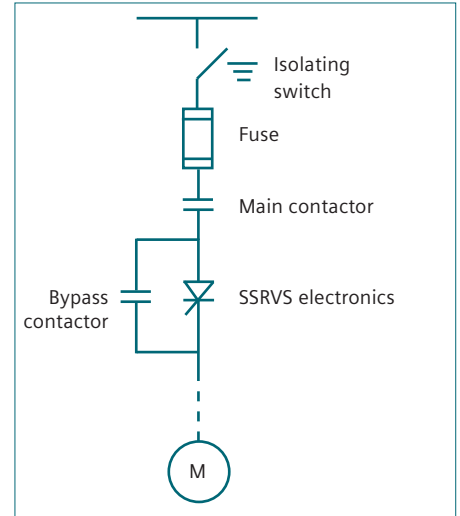 Isolating
switch
Fuse
Main contactor
Bypass
contactor
SSRVS electronics
M